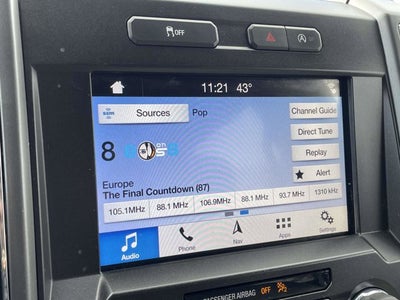 OFF
11:21 43°
sxm Sources Pop
Channel Guide
Direct Tune
8
Replay
Alert
Europe
The Final Countdown (87)
105.1MHz 88.1 MHz 106.9MHz 88.1 MHz 93.7 MHz 1310 kHz
Audio Phone Nav Apps Settings
PASSENGER AIRBAG OFF